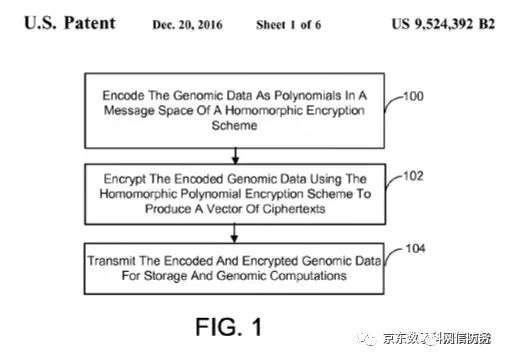 U.S. Patent Dec. 20, 2016 Sheet 1 of 6 US 9,524,392 B2
Encode The Genomic Data As Polynomials In A
Message Space Of A Homomorphic Encryption
Scheme
100
Encrypt The Encoded Genomic Data Using The
Homomorphic Polynomial Encryption Scheme To
Produce A Vector Of Ciphertexts
102
Transmit The Encoded And Encrypted Genomic Data
For Storage And Genomic Computations
104
FIG. 1
京东数科网信防务